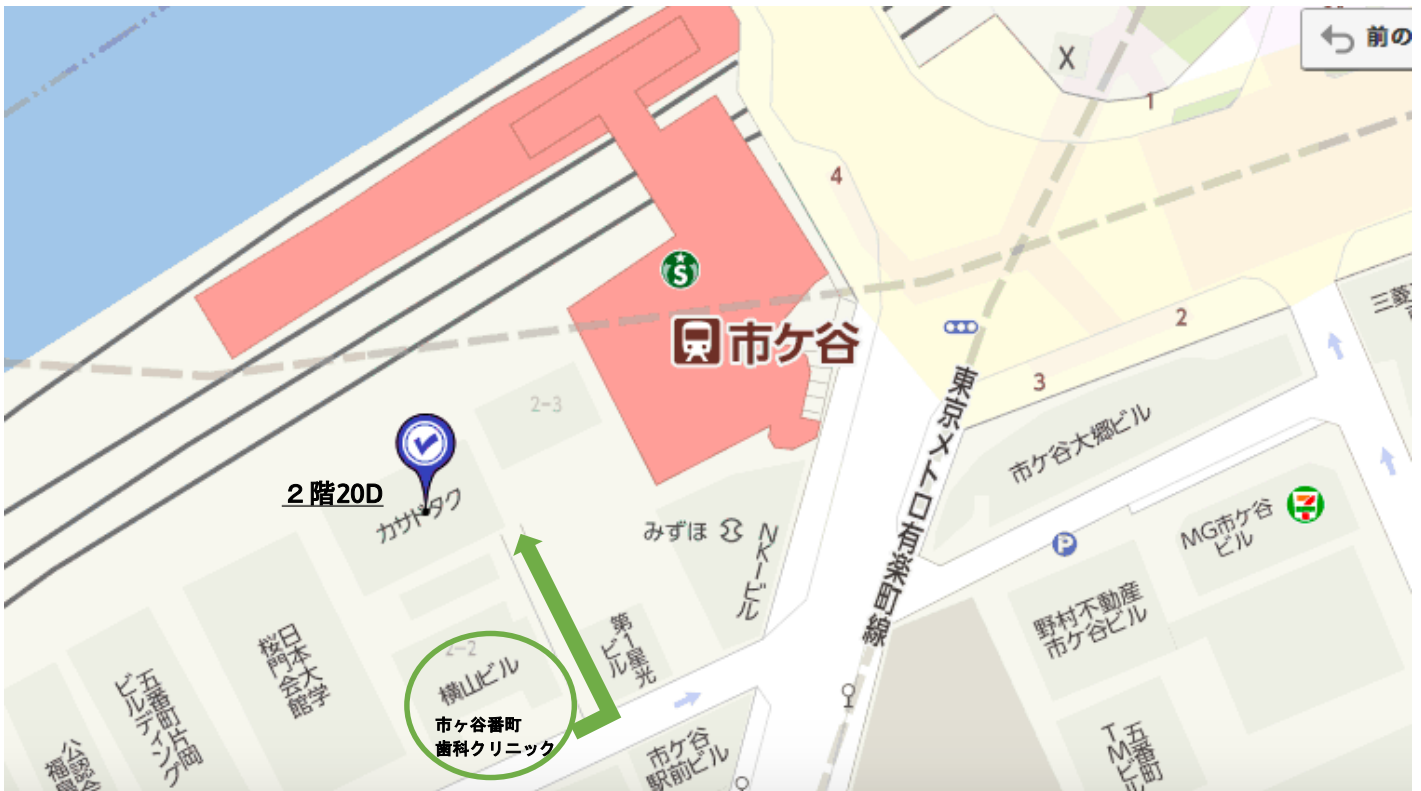 前の
X
1
4
市ケ谷
2
3
三菱
東京メトロ有楽町線
市ケ谷大郷ビル
2-3
２階20D
カサドタク
みずほ
NKIビル
P
MG市ケ谷
ビル
7
野村不動産
市ケ谷ビル
第1星光
ビル
日本大学
桜門会館
2-2
横山ビル
市ヶ谷番町
歯科クリニック
五番町片岡
ビルディング
公認会
市ケ谷
駅前ビル
五番町
TMビル
S